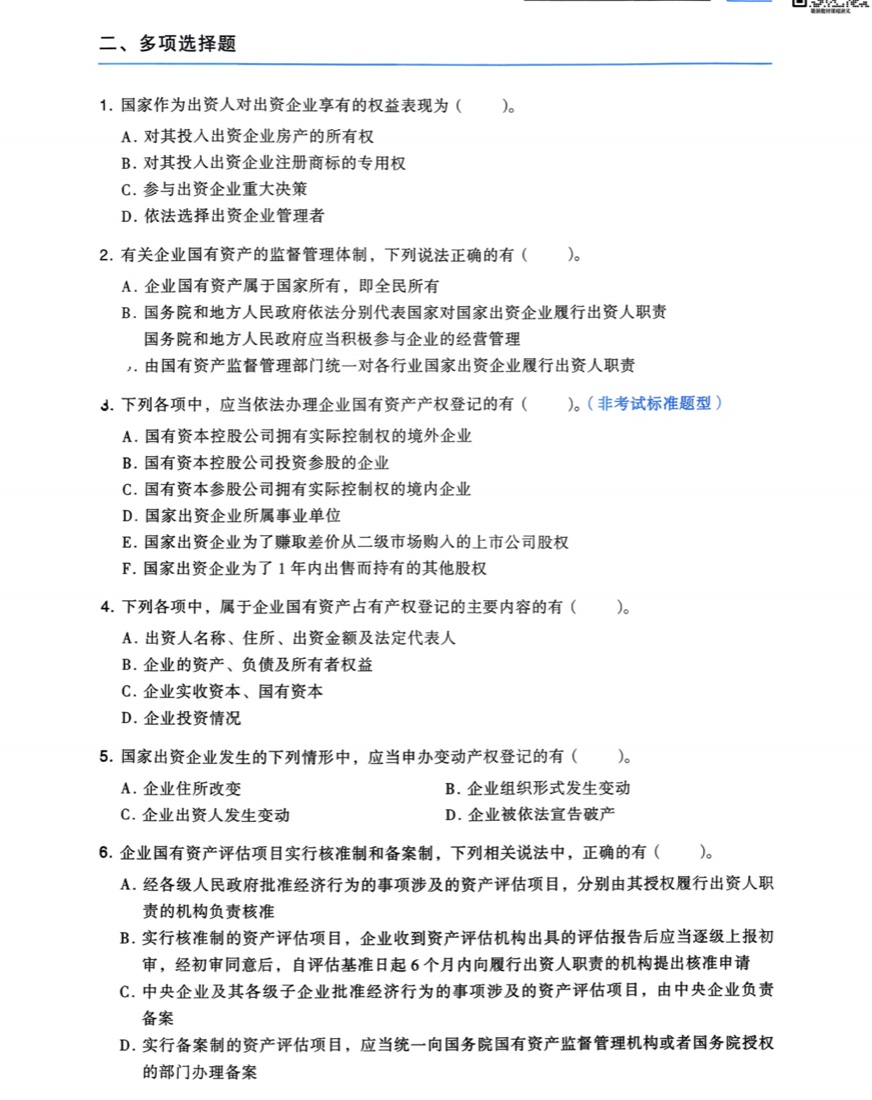 二、多项选择题
1. 国家作为出资人对出资企业享有的权益表现为（　　）。
A. 对其投入出资企业房产的所有权
B. 对其投入出资企业注册商标的专用权
C. 参与出资企业重大决策
D. 依法选择出资企业管理者
2. 有关企业国有资产的监督管理体制，下列说法正确的有（　　）。
A. 企业国有资产属于国家所有，即全民所有
B. 国务院和地方人民政府依法分别代表国家对国家出资企业履行出资人职责
国务院和地方人民政府应当积极参与企业的经营管理
. 由国有资产监督管理部门统一对各行业国家出资企业履行出资人职责
3. 下列各项中，应当依法办理企业国有资产产权登记的有（　　）。（非考试标准题型）
A. 国有资本控股公司拥有实际控制权的境外企业
B. 国有资本控股公司投资参股的企业
C. 国有资本参股公司拥有实际控制权的境内企业
D. 国家出资企业所属事业单位
E. 国家出资企业为了赚取差价从二级市场购入的上市公司股权
F. 国家出资企业为了 1 年内出售而持有的其他股权
4. 下列各项中，属于企业国有资产占有产权登记的主要内容的有（　　）。
A. 出资人名称、住所、出资金额及法定代表人
B. 企业的资产、负债及所有者权益
C. 企业实收资本、国有资本
D. 企业投资情况
5. 国家出资企业发生的下列情形中，应当申办变动产权登记的有（　　）。
A. 企业住所改变
B. 企业组织形式发生变动
C. 企业出资人发生变动
D. 企业被依法宣告破产
6. 企业国有资产评估项目实行核准制和备案制，下列相关说法中，正确的有（　　）。
A. 经各级人民政府批准经济行为的事项涉及的资产评估项目，分别由其授权履行出资人职
责的机构负责核准
B. 实行核准制的资产评估项目，企业收到资产评估机构出具的评估报告后应当逐级上报初
审，经初审同意后，自评估基准日起 6 个月内向履行出资人职责的机构提出核准申请
C. 中央企业及其各级子企业批准经济行为的事项涉及的资产评估项目，由中央企业负责
备案
D. 实行备案制的资产评估项目，应当统一向国务院国有资产监督管理机构或者国务院授权
的部门办理备案